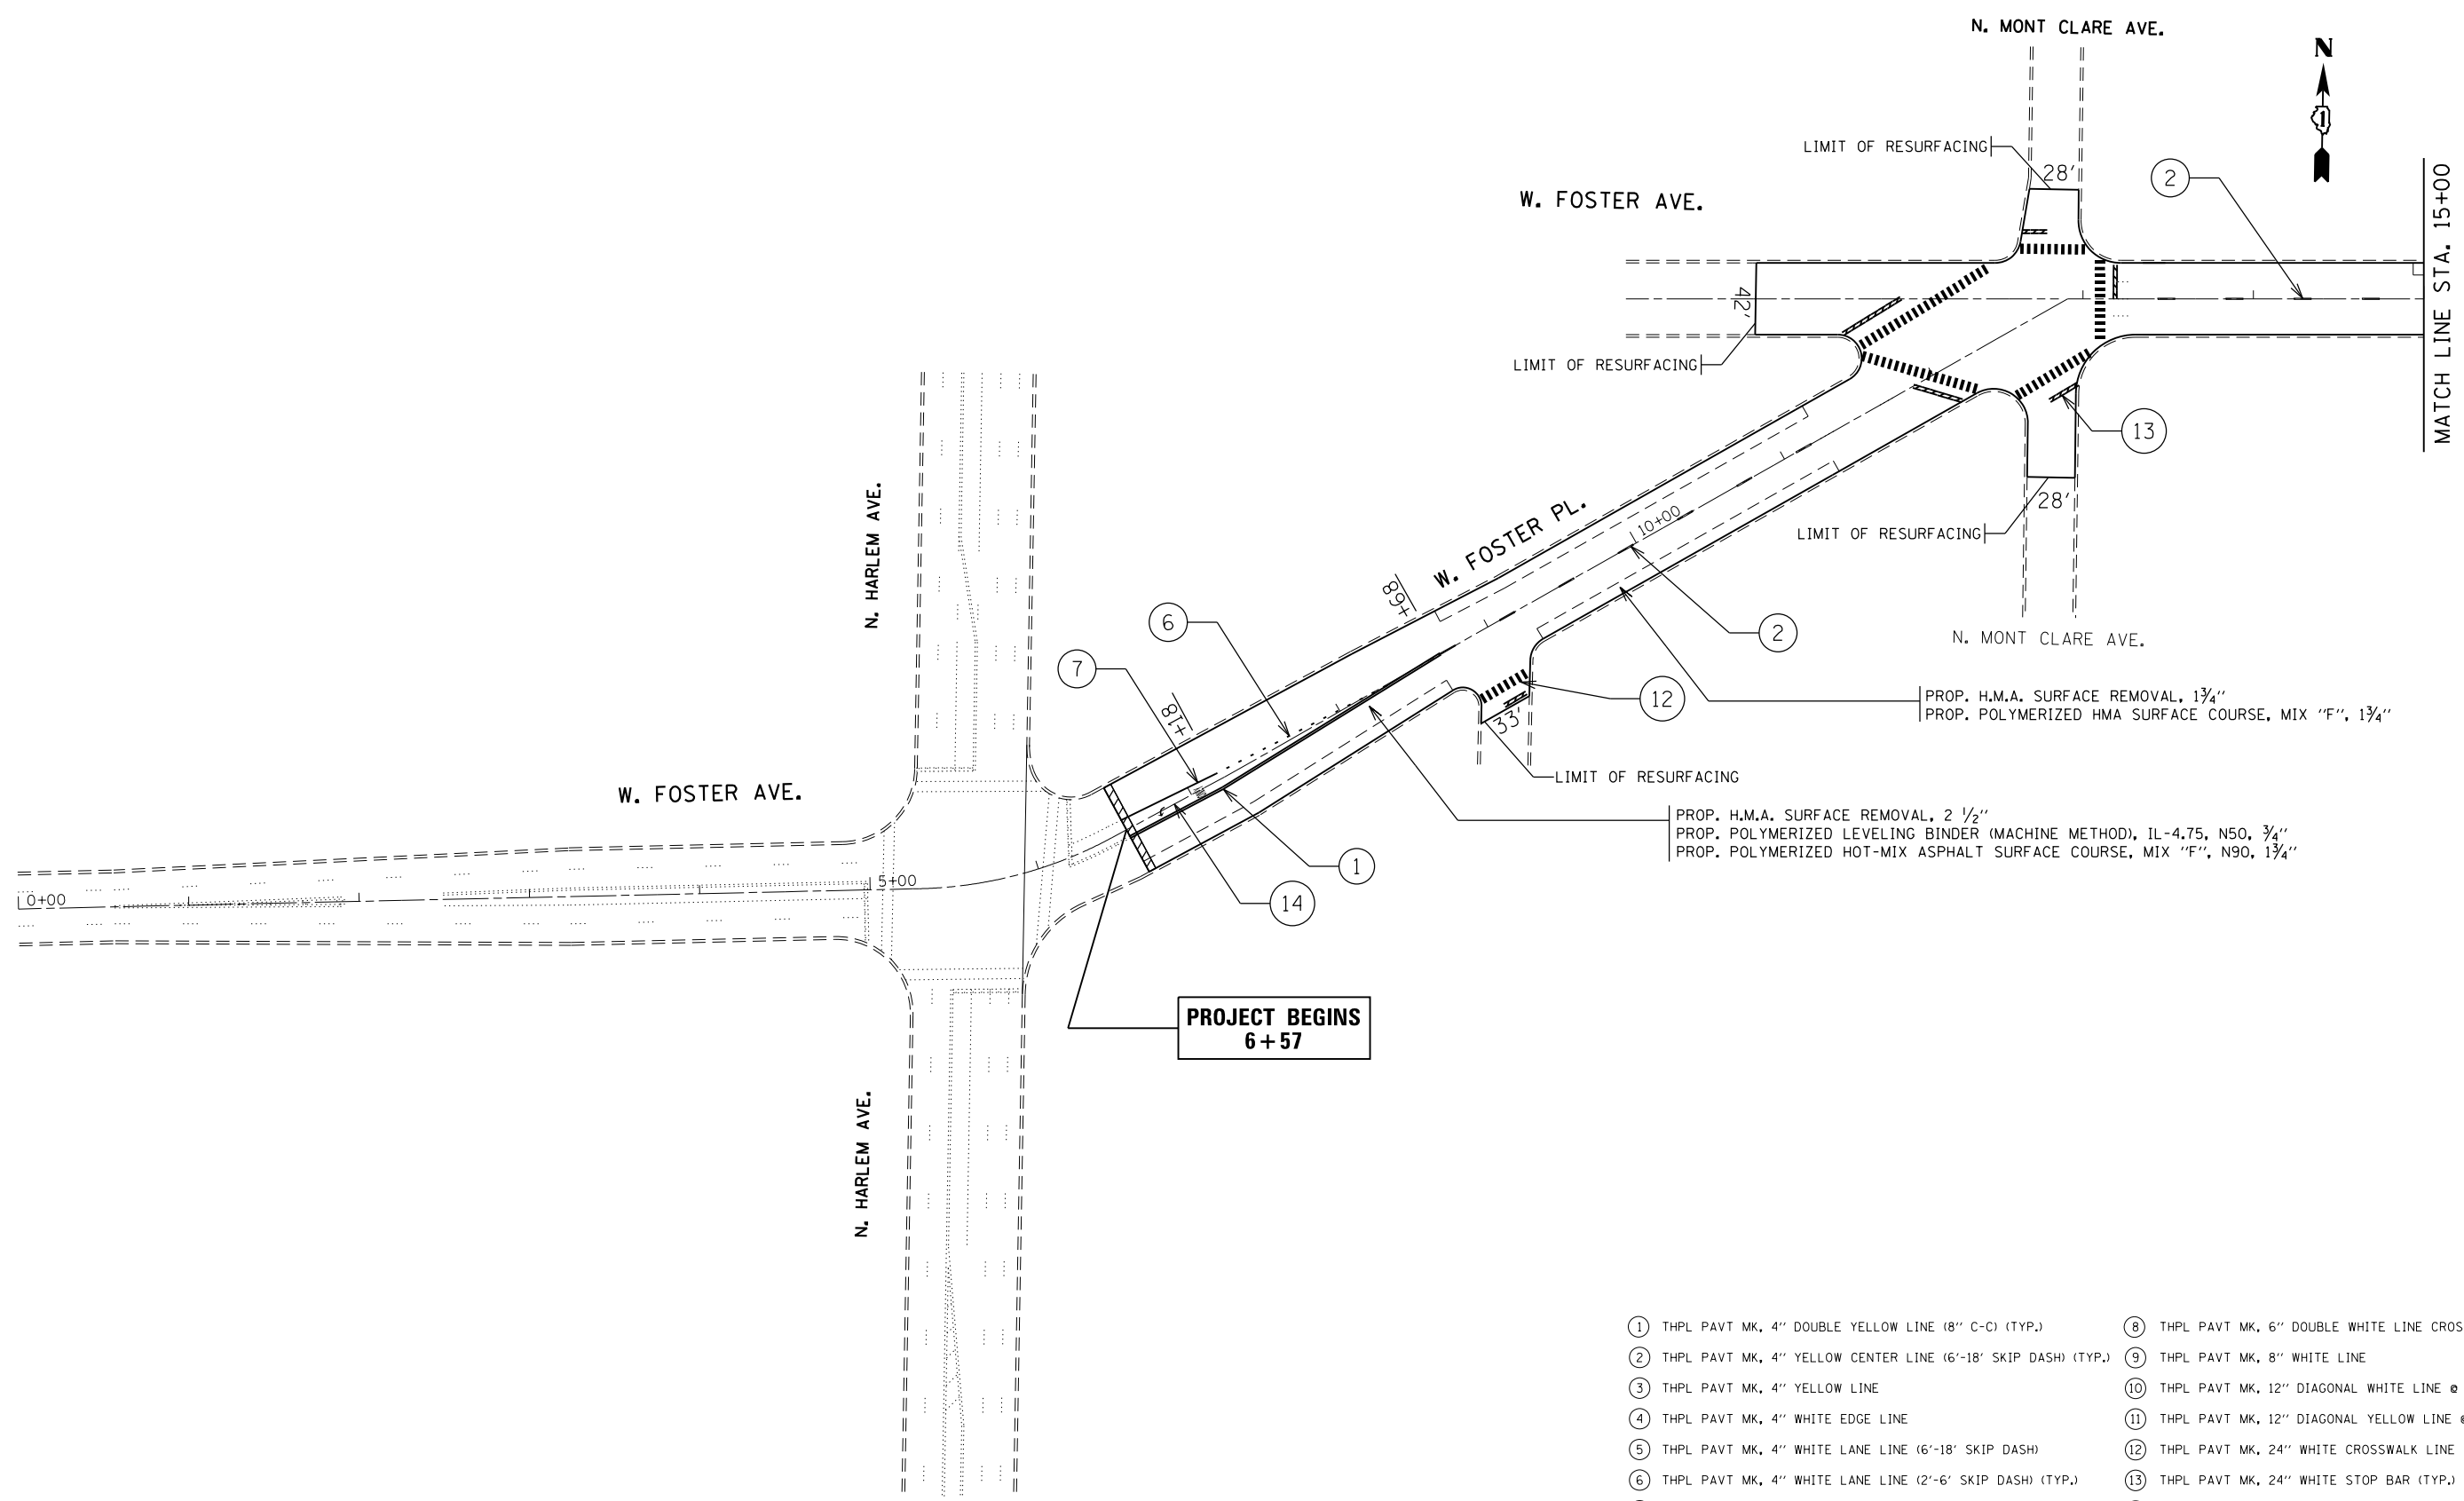 N. MONT CLARE AVE.
N
1
LIMIT OF RESURFACING
28'
2
W. FOSTER AVE.
MATCH LINE STA. 15+00
42'
LIMIT OF RESURFACING
13
28'
LIMIT OF RESURFACING
N. MONT CLARE AVE.
N. HARLEM AVE.
W. FOSTER PL.
10+00
+68
6
2
7
+18
12
33'
PROP. H.M.A. SURFACE REMOVAL, 1¾"
PROP. POLYMERIZED HMA SURFACE COURSE, MIX "F", 1¾"
LIMIT OF RESURFACING
W. FOSTER AVE.
PROP. H.M.A. SURFACE REMOVAL, 2 ½"
PROP. POLYMERIZED LEVELING BINDER (MACHINE METHOD), IL-4.75, N50, ¾"
PROP. POLYMERIZED HOT-MIX ASPHALT SURFACE COURSE, MIX "F", N90, 1¾"
1
14
0+00
5+00
PROJECT BEGINS
6+57
N. HARLEM AVE.
1 THPL PAVT MK, 4" DOUBLE YELLOW LINE (8" C-C) (TYP.)
2 THPL PAVT MK, 4" YELLOW CENTER LINE (6'-18' SKIP DASH) (TYP.)
3 THPL PAVT MK, 4" YELLOW LINE
4 THPL PAVT MK, 4" WHITE EDGE LINE
5 THPL PAVT MK, 4" WHITE LANE LINE (6'-18' SKIP DASH)
6 THPL PAVT MK, 4" WHITE LANE LINE (2'-6' SKIP DASH) (TYP.)
8 THPL PAVT MK, 6" DOUBLE WHITE LINE CROS
9 THPL PAVT MK, 8" WHITE LINE
10 THPL PAVT MK, 12" DIAGONAL WHITE LINE @
11 THPL PAVT MK, 12" DIAGONAL YELLOW LINE
12 THPL PAVT MK, 24" WHITE CROSSWALK LINE
13 THPL PAVT MK, 24" WHITE STOP BAR (TYP.)